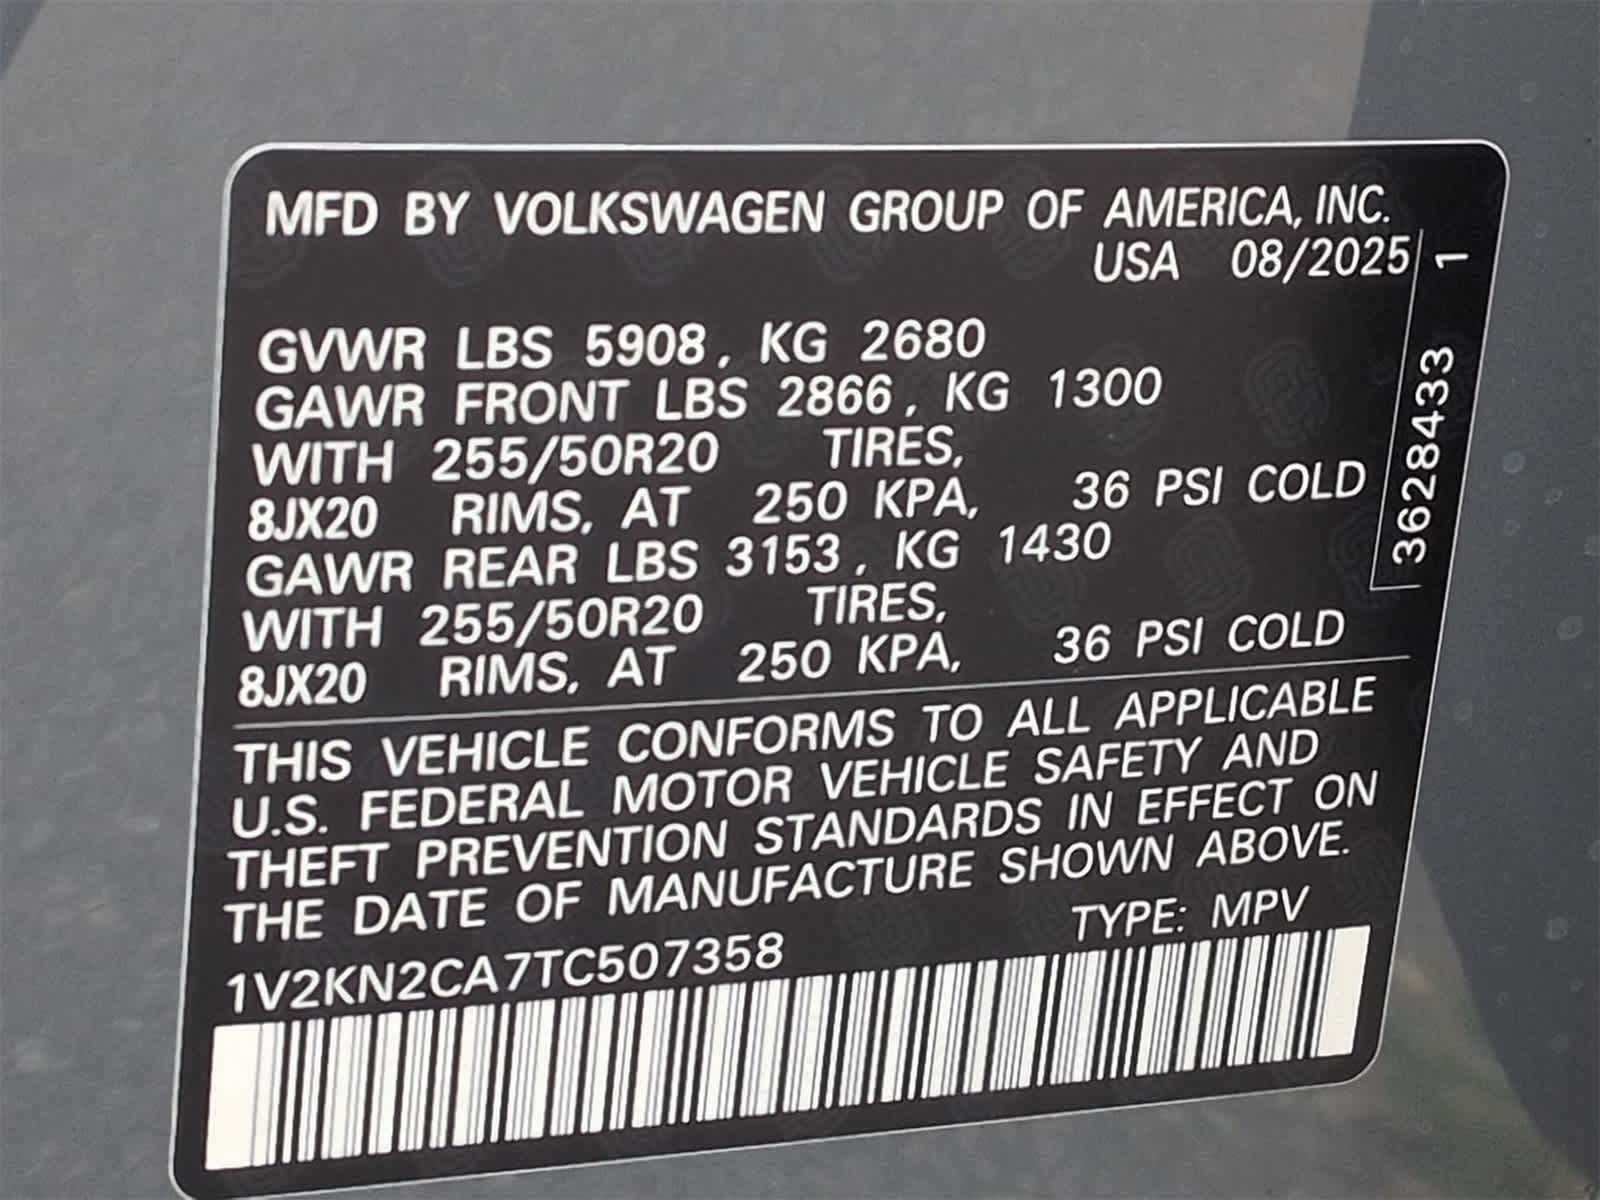 MFD BY VOLKSWAGEN GROUP OF AMERICA, INC.
USA 08/2025
GVWR LBS 5908, KG 2680
GAWR FRONT LBS 2866, KG 1300
WITH 255/50R20 TIRES,
8JX20 RIMS, AT 250 KPA, 36 PSI COLD
GAWR REAR LBS 3153, KG 1430
WITH 255/50R20 TIRES,
8JX20 RIMS, AT 250 KPA, 36 PSI COLD
THIS VEHICLE CONFORMS TO ALL APPLICABLE
U.S. FEDERAL MOTOR VEHICLE SAFETY AND
THEFT PREVENTION STANDARDS IN EFFECT ON
THE DATE OF MANUFACTURE SHOWN ABOVE.
TYPE: MPV
1V2KN2CA7TC507358
3628433 1